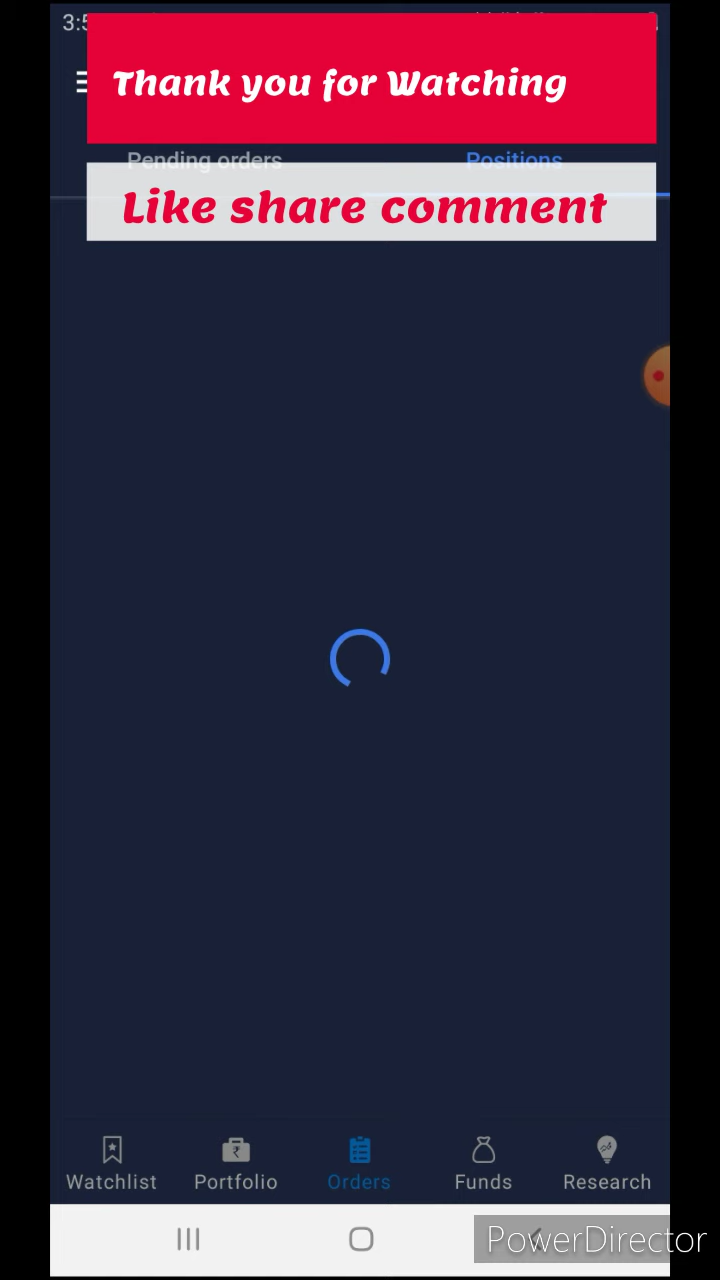 Thank you for Watching
Pending orders Positions
Like share comment
Watchlist Portfolio Orders Funds Research
PowerDirector